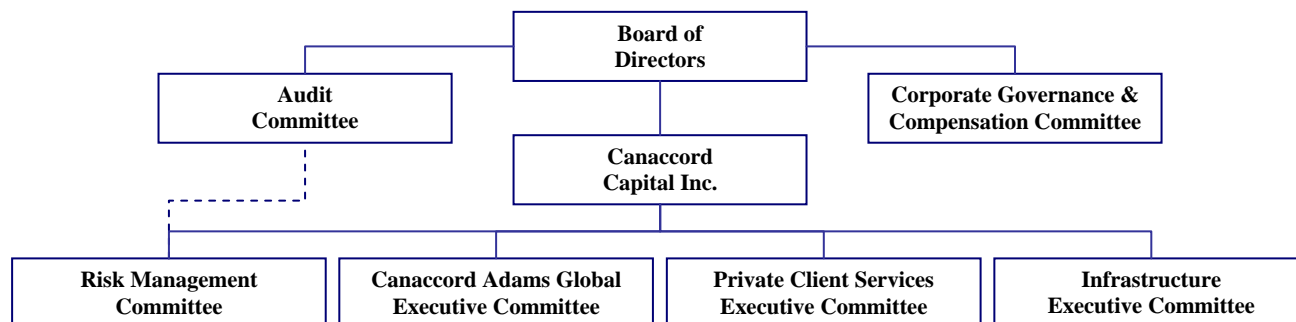 Board of
Directors
Audit
Committee
Corporate Governance &
Compensation Committee
Canaccord
Capital Inc.
Risk Management
Committee
Canaccord Adams Global
Executive Committee
Private Client Services
Executive Committee
Infrastructure
Executive Committee